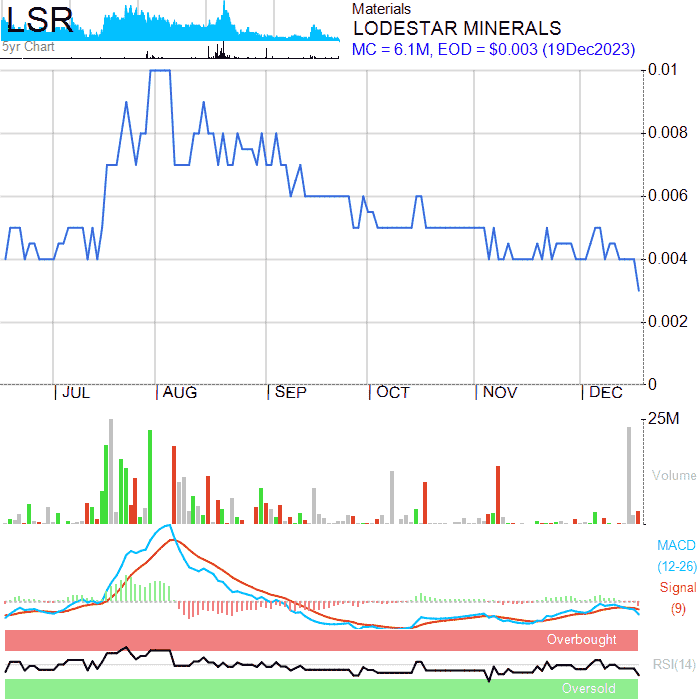 LSR
5yr Chart
Materials
LODESTAR MINERALS
MC = 6.1M, EOD = $0.003 (19Dec2023)
0.01
0.008
0.006
0.004
0.002
0
JUL AUG SEP OCT NOV DEC
25M
Volume
MACD
(12-26)
Signal
(9)
Overbought
RSI(14)
Oversold